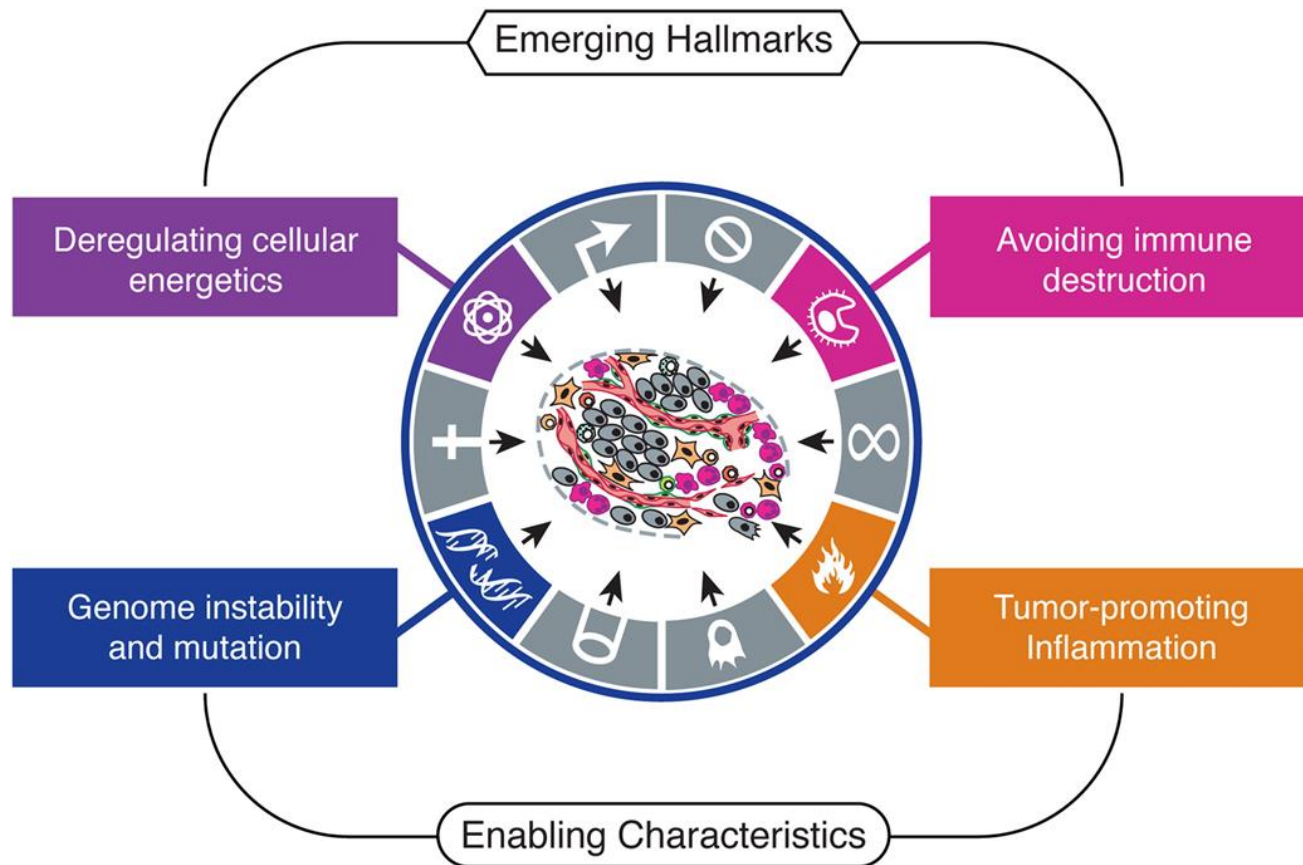 Emerging Hallmarks
Deregulating cellular
energetics
Avoiding immune
destruction
Genome instability
and mutation
Tumor-promoting
Inflammation
Enabling Characteristics